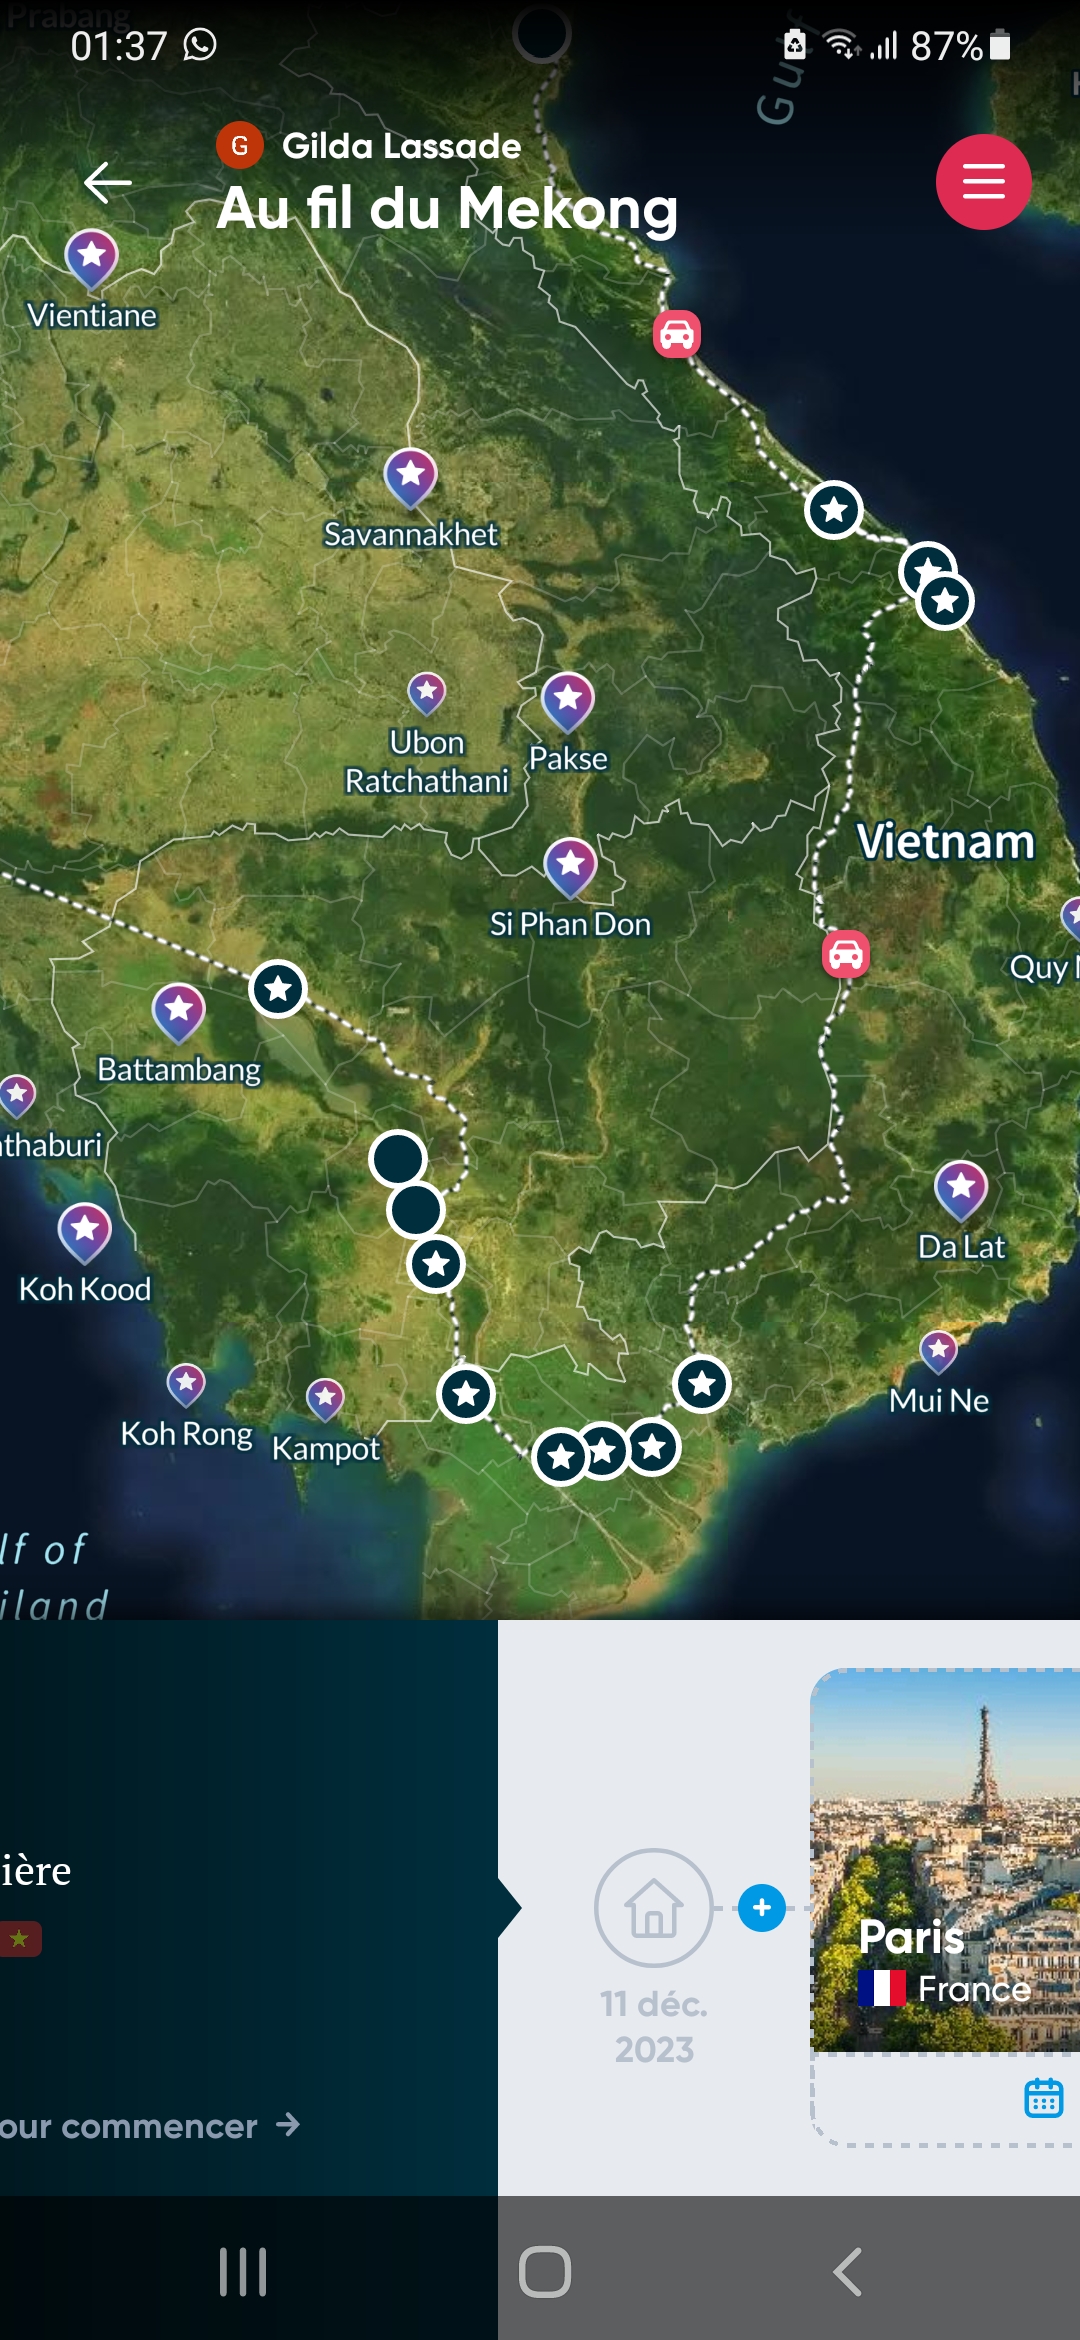 Prabang
01:37
87%
Gulf
G Gilda Lassade
Au fil du Mekong
Vientiane
Savannakhet
Ubon
Ratchathani
Pakse
Vietnam
Si Phan Don
Quy
Battambang
thaburi
Da Lat
Koh Kood
Mui Ne
Koh Rong
Kampot
lf of
iland
ière
Paris
France
11 déc.
2023
our commencer →